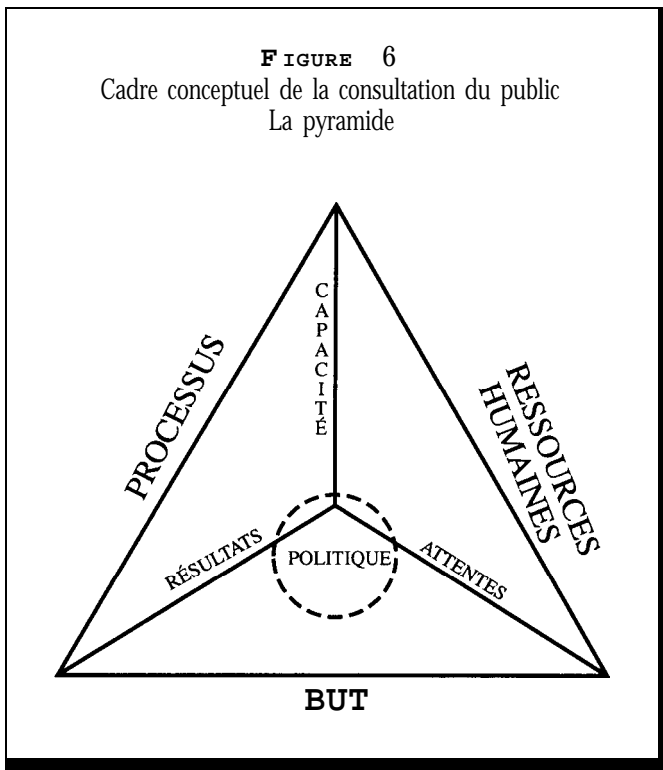 FIGURE 6
Cadre conceptuel de la consultation du public
La pyramide
CAPACITÉ
PROCESSUS
RESSOURCES
HUMAINES
RÉSULTATS
POLITIQUE
ATTENTES
BUT